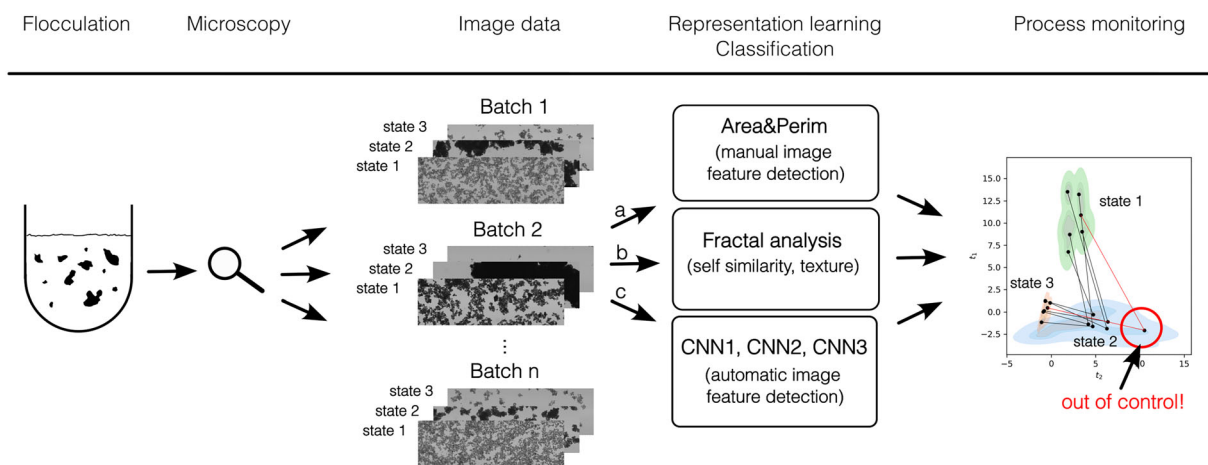 Flocculation
Microscopy
Image data
Representation learning
Classification
Process monitoring
Batch 1
state 3
state 2
state 1
Batch 2
state 3
state 2
state 1
⋮
Batch n
state 3
state 2
state 1
a
b
c
Area&Perim
(manual image
feature detection)
Fractal analysis
(self similarity, texture)
CNN1, CNN2, CNN3
(automatic image
feature detection)
15.0
12.5
10.0
7.5
5.0
2.5
0.0
−2.5
t₁
state 1
state 3
state 2
−5
0
5
10
15
t₂
out of control!